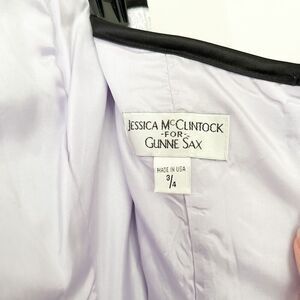 JESSICA McCLINTOCK
-FOR-
GUNNE SAX
MADE IN USA
3/4